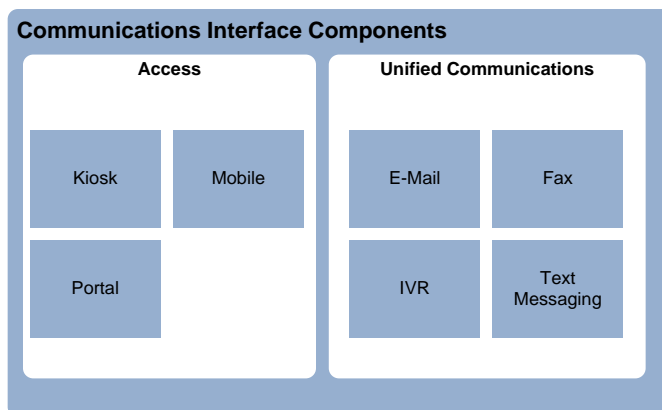 Communications Interface Components
Access
Unified Communications
Kiosk
Mobile
E-Mail
Fax
Portal
IVR
Text
Messaging